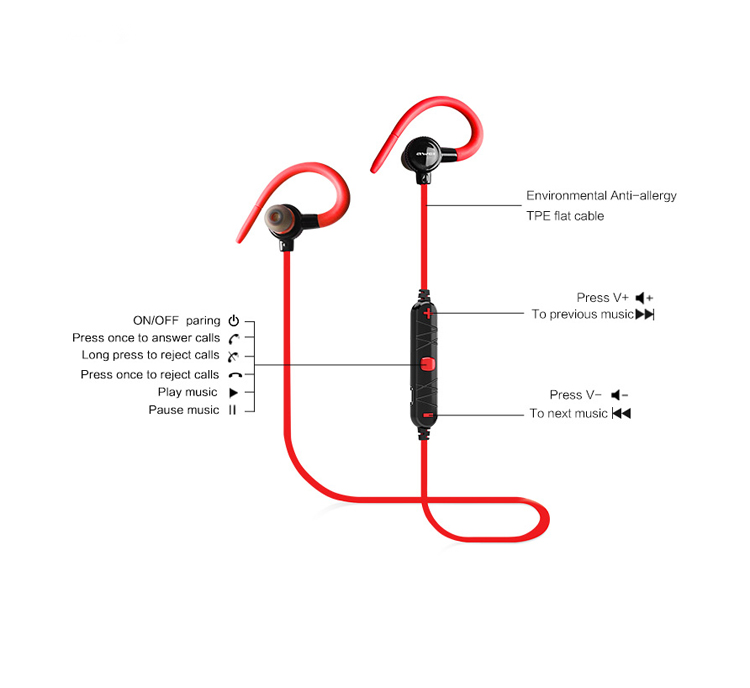 awei
Environmental Anti-allergy
TPE flat cable
Press V+
To previous music
ON/OFF paring
Press once to answer calls
Long press to reject calls
Press once to reject calls
Play music
Pause music
Press V-
To next music